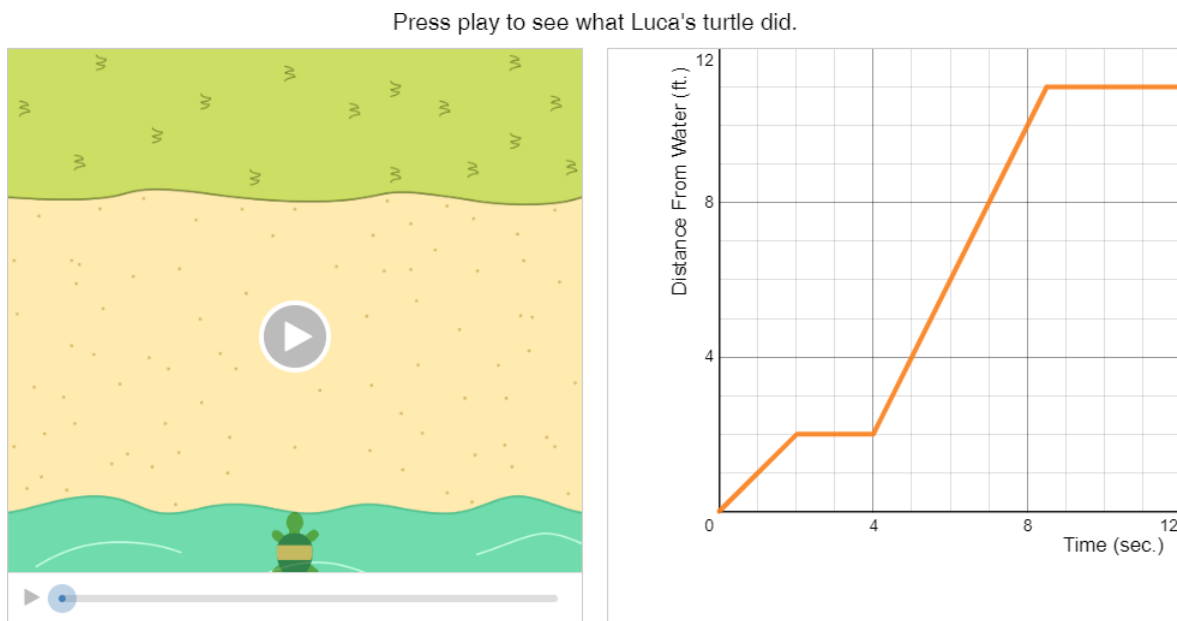 Press play to see what Luca's turtle did.
12
Distance From Water (ft.)
8
4
0
4
8
12
Time (sec.)